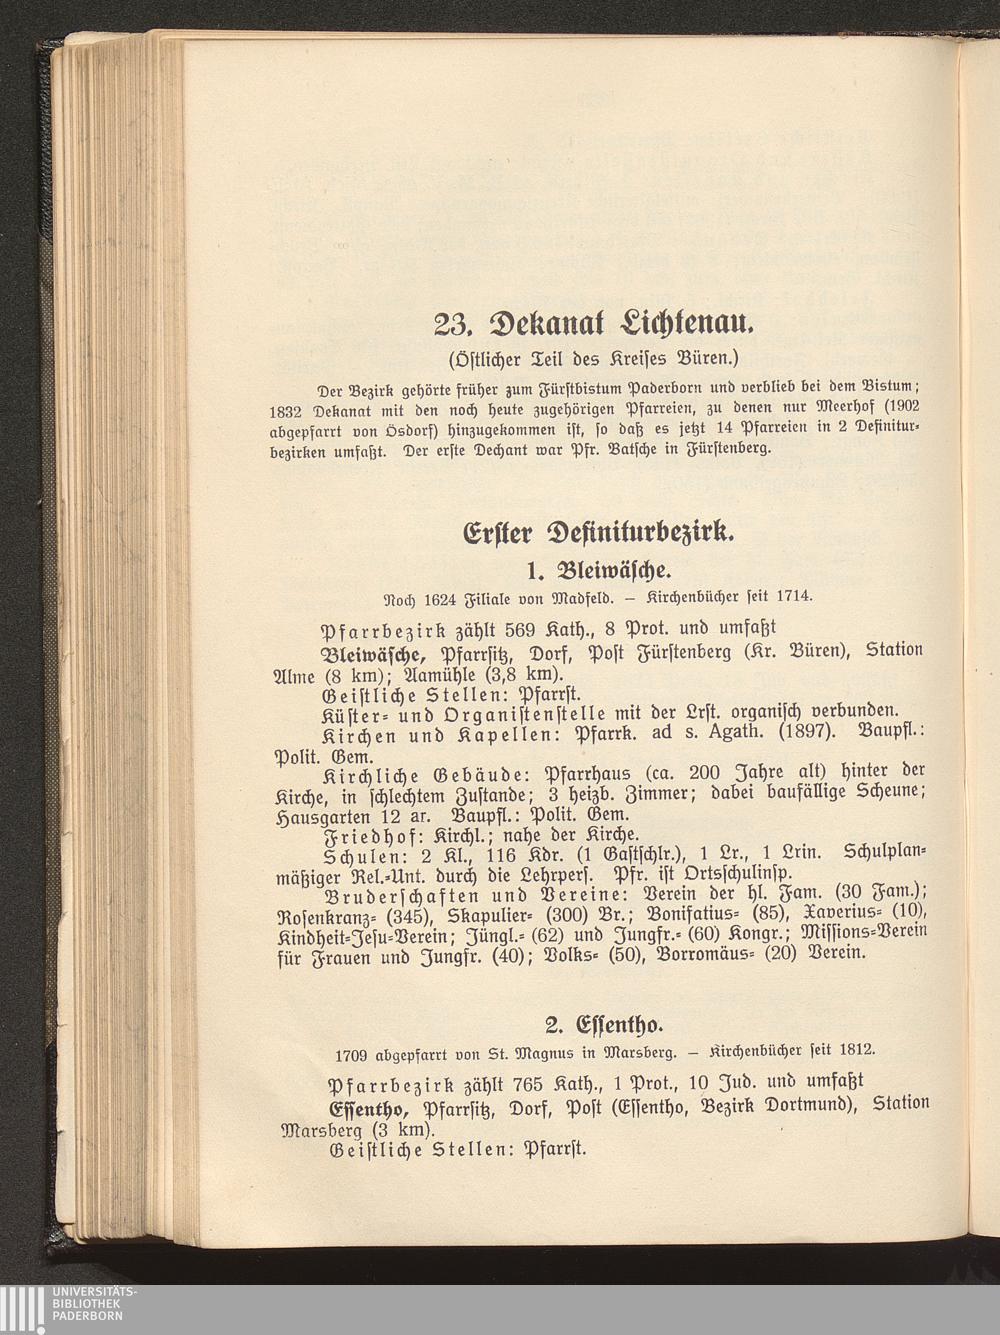 23. Dekanat Lichtenau.
(Östlicher Teil des Kreises Büren.)
Der Bezirk gehörte früher zum Fürstbistum Paderborn und verblieb bei dem Bistum;
1832 Dekanat mit den noch heute zugehörigen Pfarreien, zu denen nur Meerhof (1902
abgepfarrt von Ösdorf) hinzugekommen ist, so daß es jetzt 14 Pfarreien in 2 Definitur-
bezirken umfaßt. Der erste Dechant war Pfr. Batsche in Fürstenberg.
Erster Definiturbezirk.
1. Bleiwäsche.
Noch 1624 Filiale von Madfeld. — Kirchenbücher seit 1714.
Pfarrbezirk zählt 569 Kath., 8 Prot. und umfaßt
Bleiwäsche, Pfarrsitz, Dorf, Post Fürstenberg (Kr. Büren), Station
Alme (8 km); Aamühle (3,8 km).
Geistliche Stellen: Pfarrst.
Küster- und Organistenstelle mit der Lrst. organisch verbunden.
Kirchen und Kapellen: Pfarrk. ad s. Agath. (1897). Baupfl.:
Polit. Gem.
Kirchliche Gebäude: Pfarrhaus (ca. 200 Jahre alt) hinter der
Kirche, in schlechtem Zustande; 3 heizb. Zimmer; dabei baufällige Scheune;
Hausgarten 12 ar. Baupfl.: Polit. Gem.
Friedhof: Kirchl.; nahe der Kirche.
Schulen: 2 Kl., 116 Kdr. (1 Gastschlr.), 1 Lr., 1 Lrin. Schulplan-
mäßiger Rel.-Unt. durch die Lehrpers. Pfr. ist Ortsschulinsp.
Bruderschaften und Vereine: Verein der hl. Fam. (30 Fam.);
Rosenkranz- (345), Skapulier- (300) Br.; Bonifatius- (85), Xaverius- (10),
Kindheit-Jesu-Verein; Jüngl.- (62) und Jungfr.- (60) Kongr.; Missions-Verein
für Frauen und Jungfr. (40); Volks- (50), Borromäus- (20) Verein.
2. Essentho.
1709 abgepfarrt von St. Magnus in Marsberg. — Kirchenbücher seit 1812.
Pfarrbezirk zählt 765 Kath., 1 Prot., 10 Jud. und umfaßt
Essentho, Pfarrsitz, Dorf, Post (Essentho, Bezirk Dortmund), Station
Marsberg (3 km).
Geistliche Stellen: Pfarrst.
UNIVERSITÄTS-
BIBLIOTHEK
PADERBORN